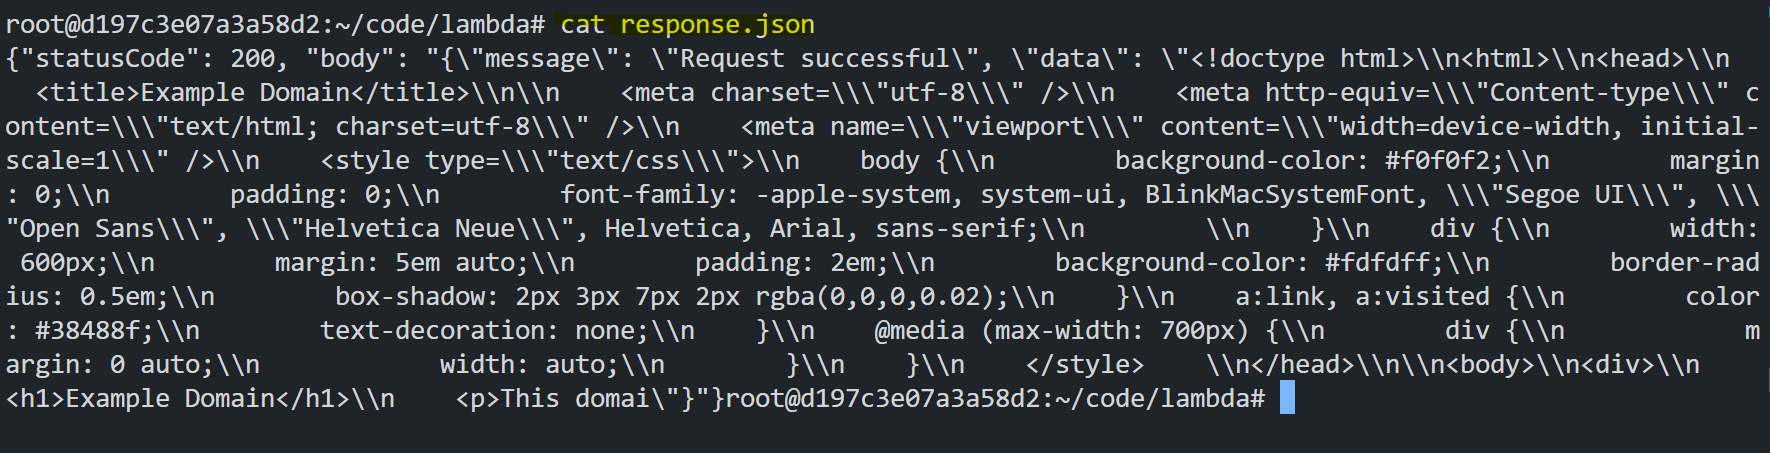 root@d197c3e07a3a58d2:~/code/lambda# cat response.json
{"statusCode": 200, "body": "{\"message\": \"Request successful\", \"data\": \"<!doctype html>\\n<html>\\n<head>\\n
  <title>Example Domain</title>\\n\\n    <meta charset=\\\"utf-8\\\" />\\n    <meta http-equiv=\\\"Content-type\\\" c
ontent=\\\"text/html; charset=utf-8\\\" />\\n    <meta name=\\\"viewport\\\" content=\\\"width=device-width, initial-
scale=1\\\" />\\n    <style type=\\\"text/css\\\">\\n    body {\\n        background-color: #f0f0f2;\\n        margin
: 0;\\n        padding: 0;\\n        font-family: -apple-system, system-ui, BlinkMacSystemFont, \\\"Segoe UI\\\", \\\
"Open Sans\\\", \\\"Helvetica Neue\\\", Helvetica, Arial, sans-serif;\\n        \\n    }\\n    div {\\n        width:
 600px;\\n        margin: 5em auto;\\n        padding: 2em;\\n        background-color: #fdfdff;\\n        border-rad
ius: 0.5em;\\n        box-shadow: 2px 3px 7px 2px rgba(0,0,0,0.02);\\n    }\\n    a:link, a:visited {\\n        color
: #38488f;\\n        text-decoration: none;\\n    }\\n    @media (max-width: 700px) {\\n        div {\\n            m
argin: 0 auto;\\n            width: auto;\\n        }\\n    }\\n    </style>    \\n</head>\\n\\n<body>\\n<div>\\n
<h1>Example Domain</h1>\\n    <p>This domai\"}"}root@d197c3e07a3a58d2:~/code/lambda#